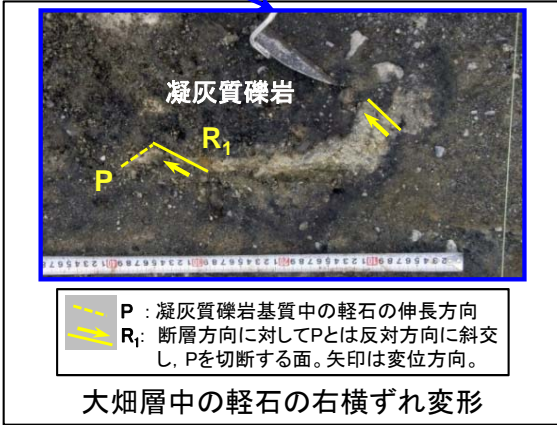 凝灰質礫岩
R1
P
P : 凝灰質礫岩基質中の軽石の伸長方向
R1: 断層方向に対してPとは反対方向に斜交
し, Pを切断する面。矢印は変位方向。
大畑層中の軽石の右横ずれ変形